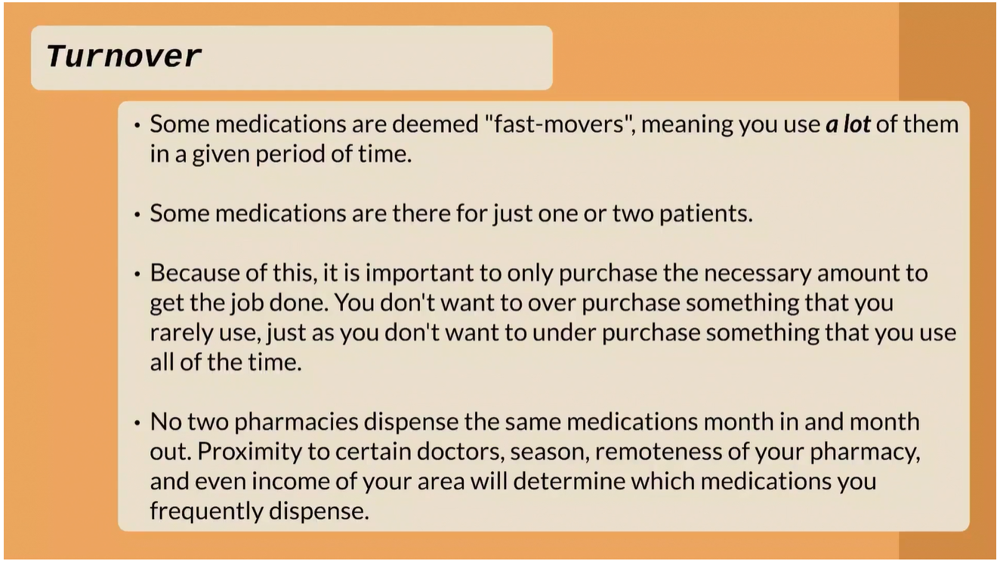 Turnover
• Some medications are deemed "fast-movers", meaning you use a lot of them
in a given period of time.
• Some medications are there for just one or two patients.
• Because of this, it is important to only purchase the necessary amount to
get the job done. You don't want to over purchase something that you
rarely use, just as you don't want to under purchase something that you use
all of the time.
• No two pharmacies dispense the same medications month in and month
out. Proximity to certain doctors, season, remoteness of your pharmacy,
and even income of your area will determine which medications you
frequently dispense.